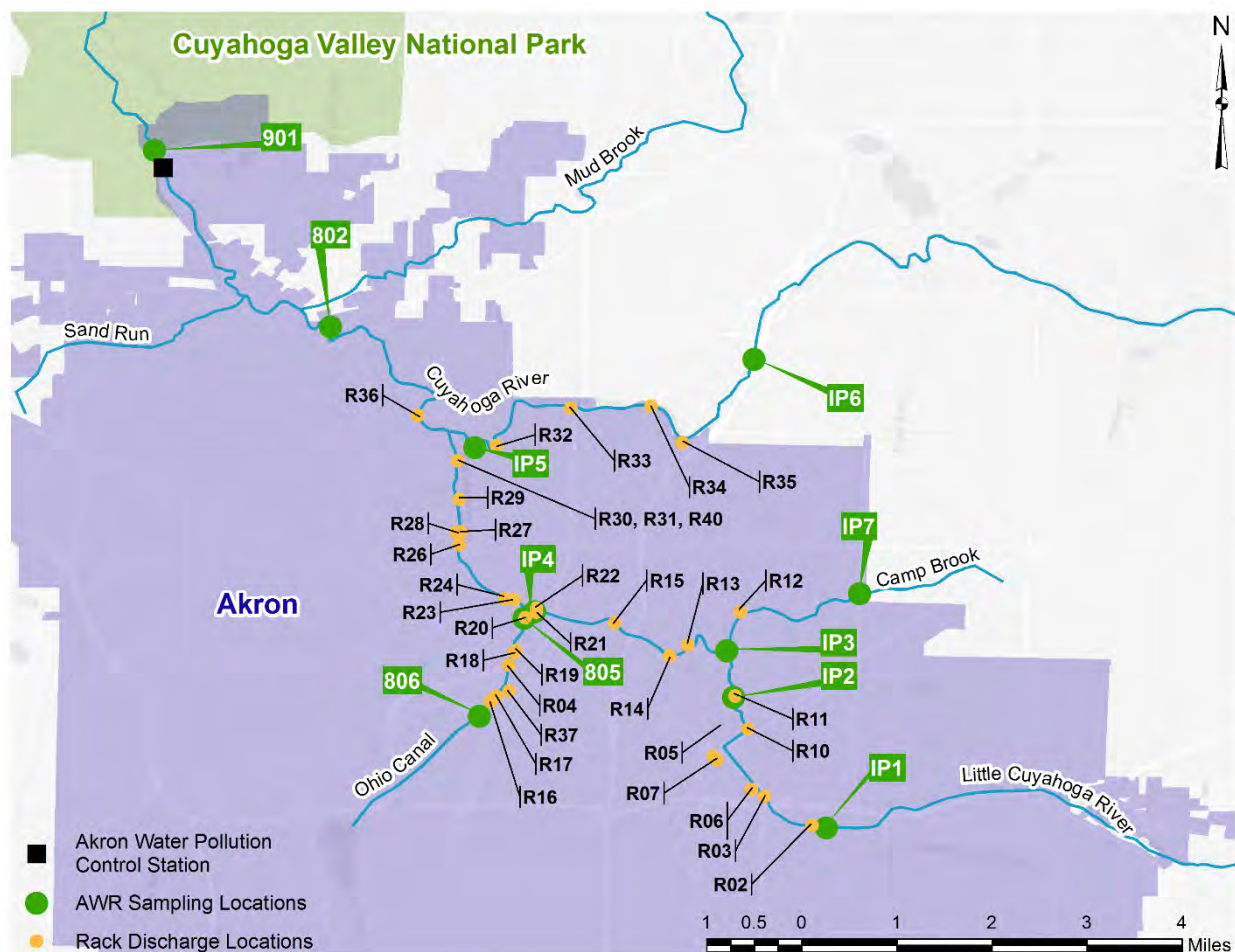 Cuyahoga Valley National Park
N
901
Mud Brook
802
Sand Run
Cuyahoga River
R36
IP6
R32
IP5
R33
R34
R35
R29
R30, R31, R40
R28
R27
R26
IP7
IP4
Camp Brook
R22
R15
R13
R12
R24
Akron
R23
R20
R21
IP3
R18
R19
805
806
R04
R14
IP2
R11
R37
R05
R10
R17
Ohio Canal
R16
R07
IP1
Little Cuyahoga River
R06
R03
R02
Akron Water Pollution
Control Station
AWR Sampling Locations
Rack Discharge Locations
1 0.5 0 1 2 3 4
Miles